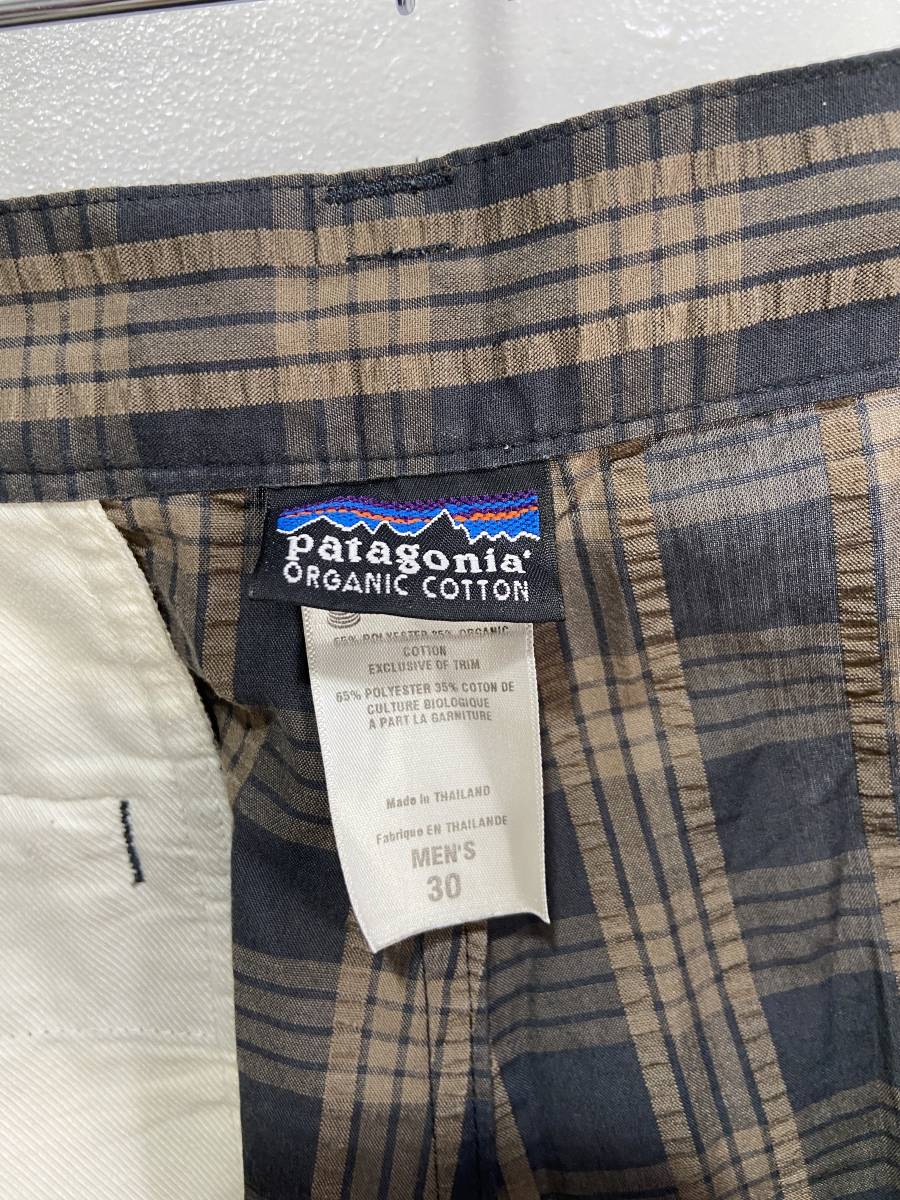 patagonia®
ORGANIC COTTON
65% POLYESTER 35% ORGANIC
COTTON
EXCLUSIVE OF TRIM
65% POLYESTER 35% COTON DE
CULTURE BIOLOGIQUE
A PART LA GARNITURE
Made in THAILAND
Fabrique EN THAILANDE
MEN'S
30